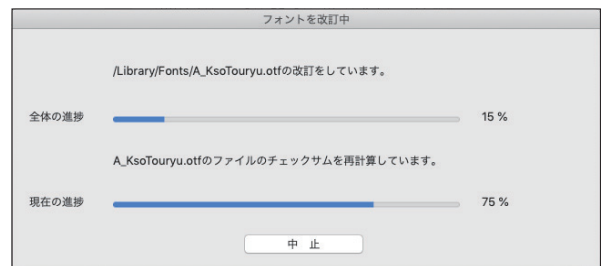 フォントを改訂中
/Library/Fonts/A_KsoTouryu.otfの改訂をしています。
全体の進捗 15 %
A_KsoTouryu.otfのファイルのチェックサムを再計算しています。
現在の進捗 75 %
中 止